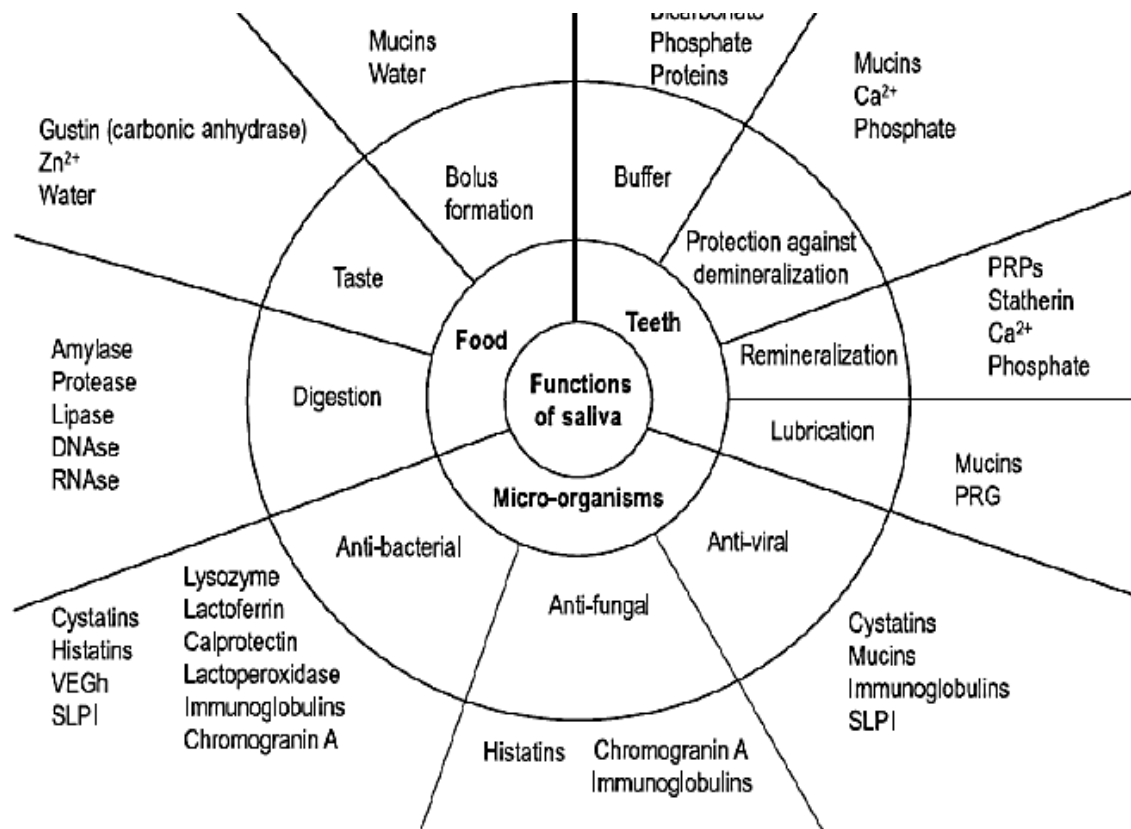 Mucins
Water
Bicarbonate
Phosphate
Proteins
Mucins
Ca²⁺
Phosphate
Gustin (carbonic anhydrase)
Zn²⁺
Water
Bolus
formation
Buffer
Taste
Protection against
demineralization
PRPs
Statherin
Ca²⁺
Phosphate
Food
Teeth
Functions
of saliva
Remineralization
Amylase
Protease
Lipase
DNAse
RNAse
Digestion
Lubrication
Mucins
PRG
Micro-organisms
Anti-bacterial
Anti-fungal
Anti-viral
Cystatins
Histatins
VEGh
SLPI
Lysozyme
Lactoferrin
Calprotectin
Lactoperoxidase
Immunoglobulins
Chromogranin A
Histatins
Chromogranin A
Immunoglobulins
Cystatins
Mucins
Immunoglobulins
SLPI